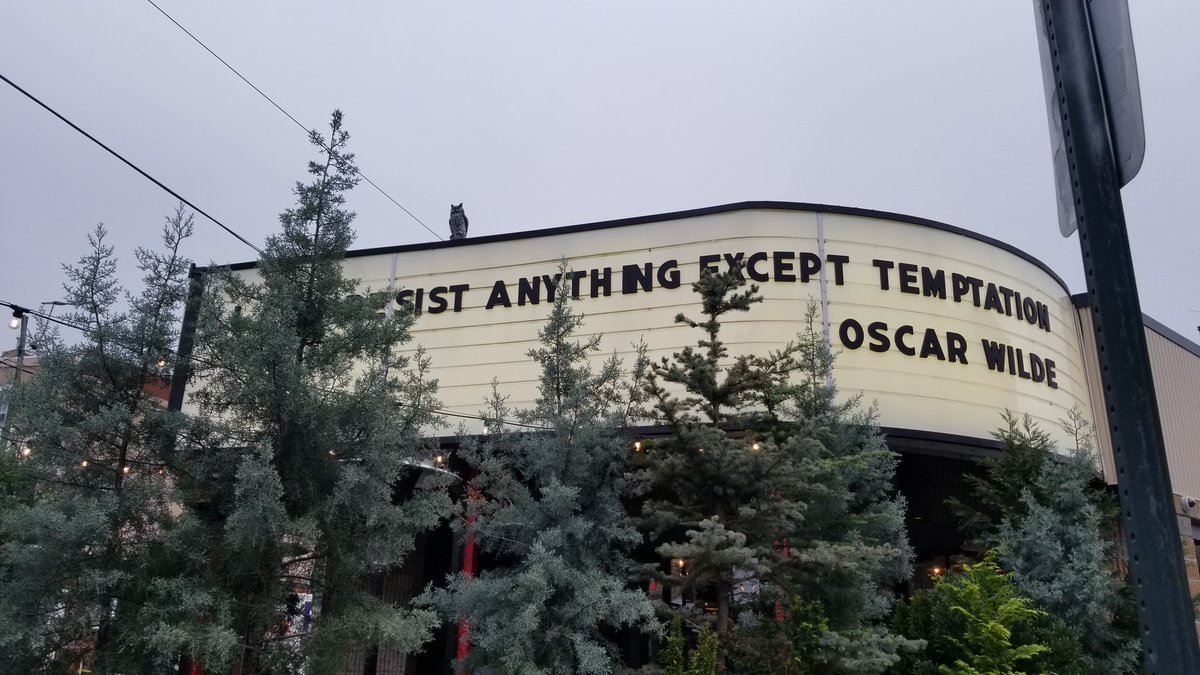 SIST ANYTHING EXCEPT TEMPTATION
OSCAR WILDE